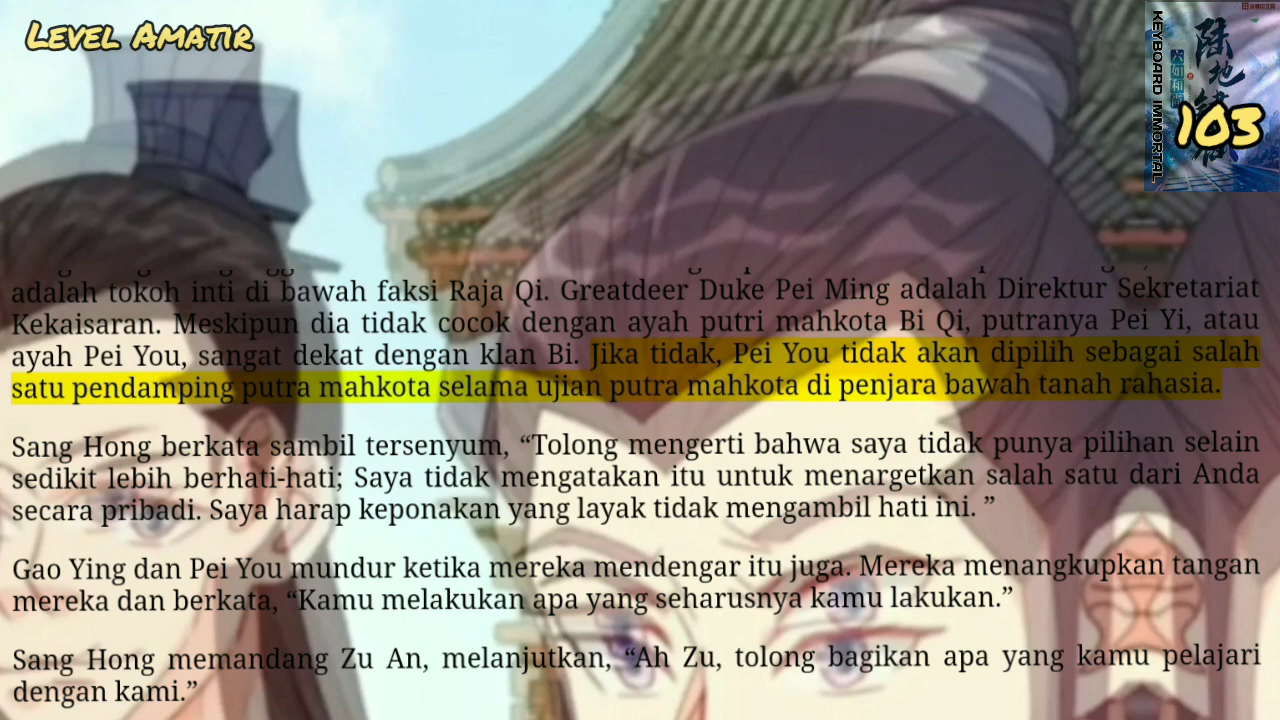 LEVEL AMATIR
KEYBOARD IMMORTAL
103
adalah tokoh inti di bawah faksi Raja Qi. Greatdeer Duke Pei Ming adalah Direktur Sekretariat
Kekaisaran. Meskipun dia tidak cocok dengan ayah putri mahkota Bi Qi, putranya Pei Yi, atau
ayah Pei You, sangat dekat dengan klan Bi. Jika tidak, Pei You tidak akan dipilih sebagai salah
satu pendamping putra mahkota selama ujian putra mahkota di penjara bawah tanah rahasia.
Sang Hong berkata sambil tersenyum, “Tolong mengerti bahwa saya tidak punya pilihan selain
sedikit lebih berhati-hati; Saya tidak mengatakan itu untuk menargetkan salah satu dari Anda
secara pribadi. Saya harap keponakan yang layak tidak mengambil hati ini. ”
Gao Ying dan Pei You mundur ketika mereka mendengar itu juga. Mereka menangkupkan tangan
mereka dan berkata, “Kamu melakukan apa yang seharusnya kamu lakukan.”
Sang Hong memandang Zu An, melanjutkan, “Ah Zu, tolong bagikan apa yang kamu pelajari
dengan kami.”